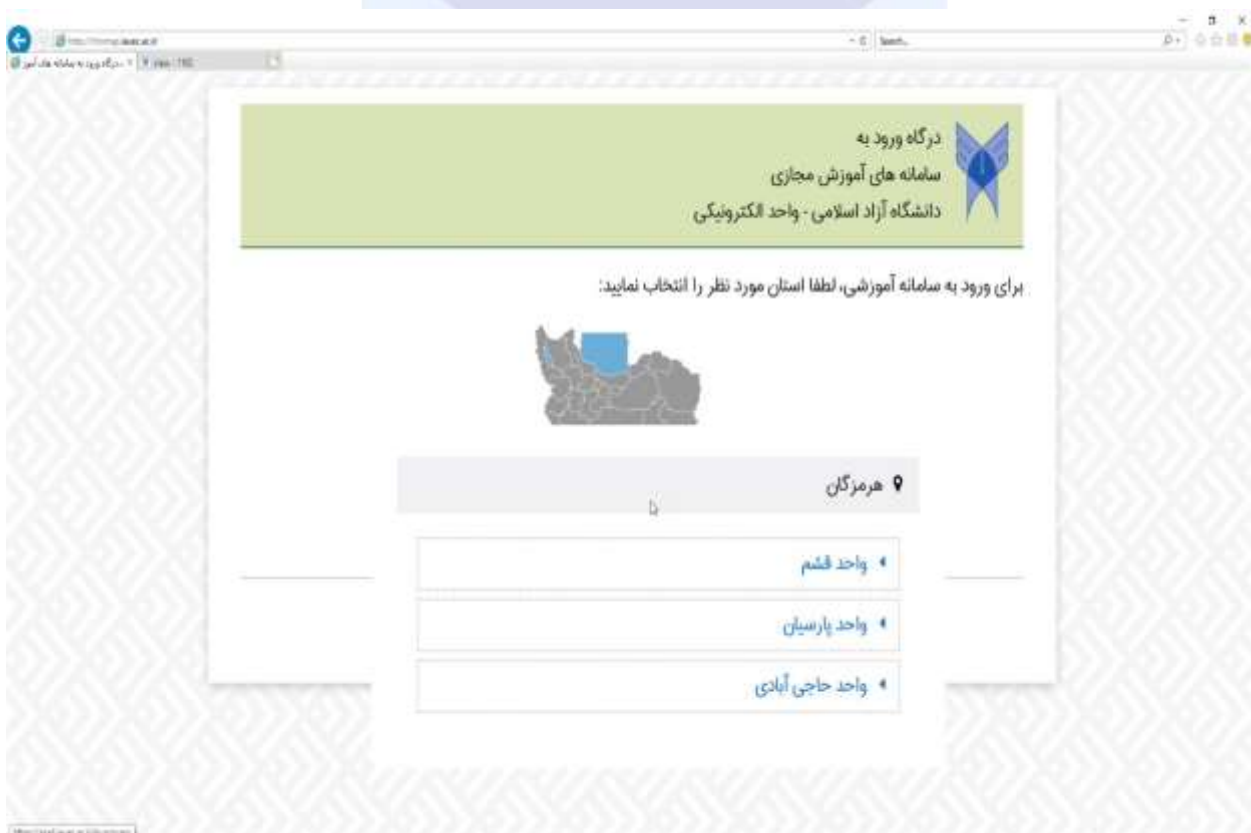 Search...
درگاه ورود به
سامانه های آموزش مجازی
دانشگاه آزاد اسلامی - واحد الکترونیکی
برای ورود به سامانه آموزشی، لطفا استان مورد نظر را انتخاب نمایید:
هرمزگان
واحد قشم
واحد پارسیان
واحد حاجی آبادی